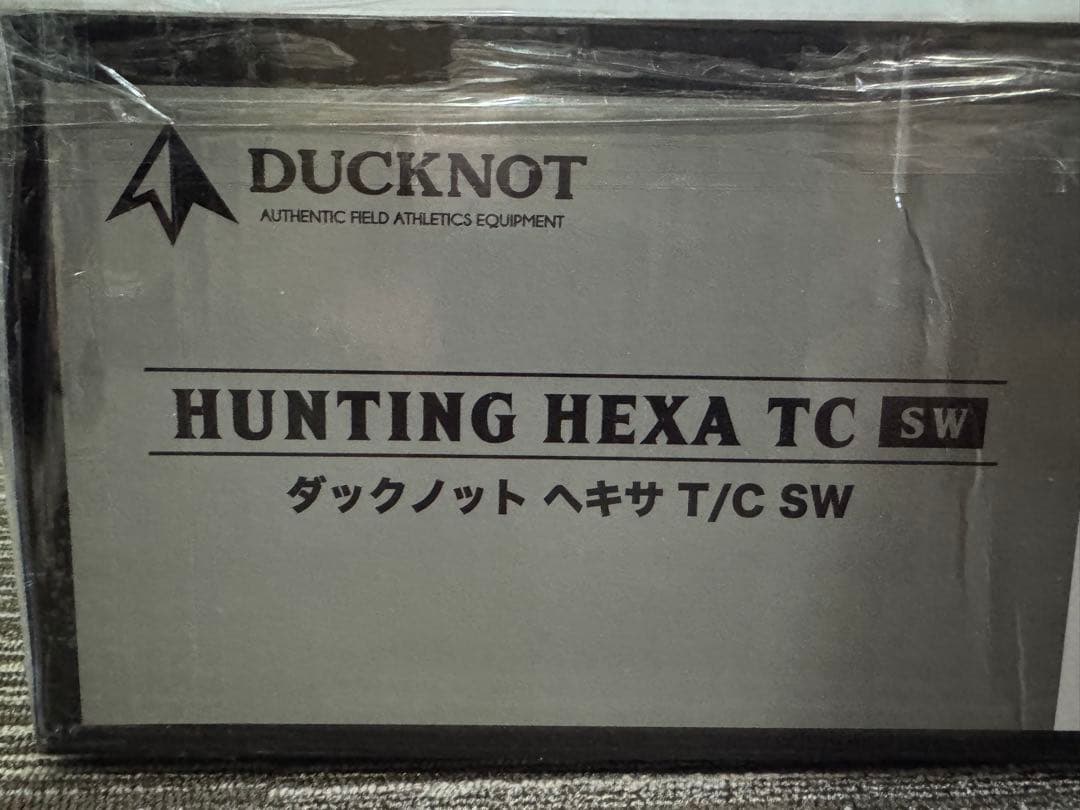 DUCKNOT
AUTHENTIC FIELD ATHLETICS EQUIPMENT
HUNTING HEXA TC SW
ダックノット ヘキサ T/C SW